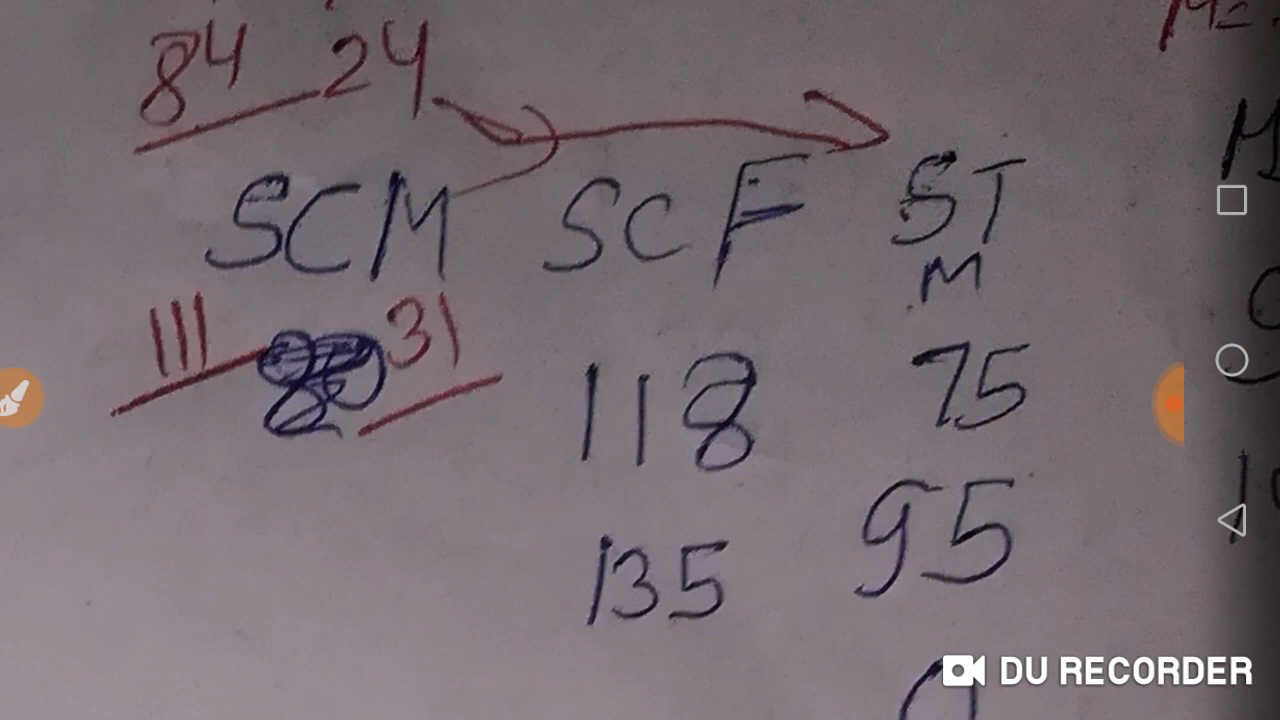 84 24
SCM SCF ST
M
111 31
118 75
135 95
DU RECORDER